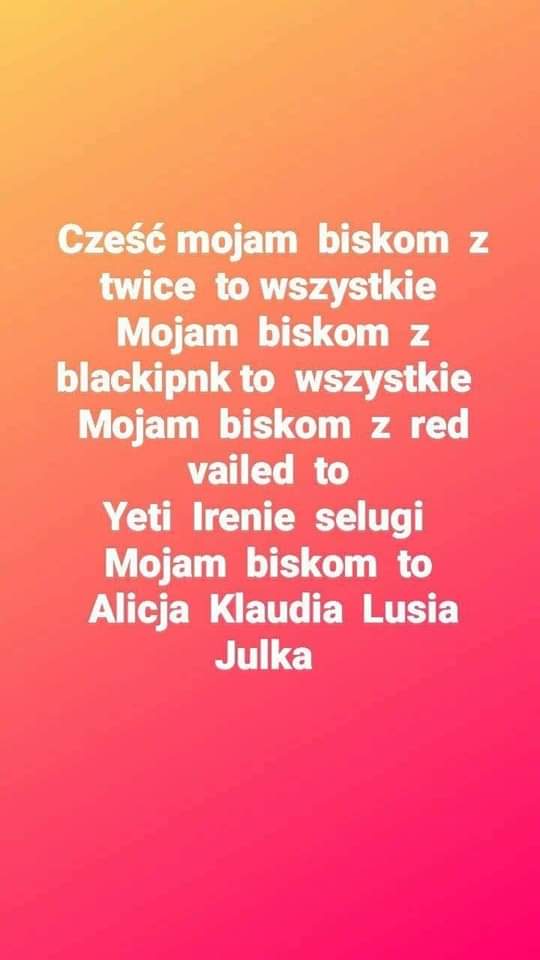 Cześć mojam biskom z
twice to wszystkie
Mojam biskom z
blackipnk to wszystkie
Mojam biskom z red
vailed to
Yeti Irenie selugi
Mojam biskom to
Alicja Klaudia Lusia
Julka